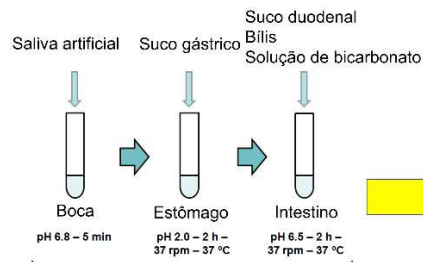 Saliva artificial
Suco gástrico
Suco duodenal
Bílis
Solução de bicarbonato
Boca
pH 6.8 – 5 min
Estômago
pH 2.0 – 2 h –
37 rpm – 37 ºC
Intestino
pH 6.5 – 2 h –
37 rpm – 37 ºC